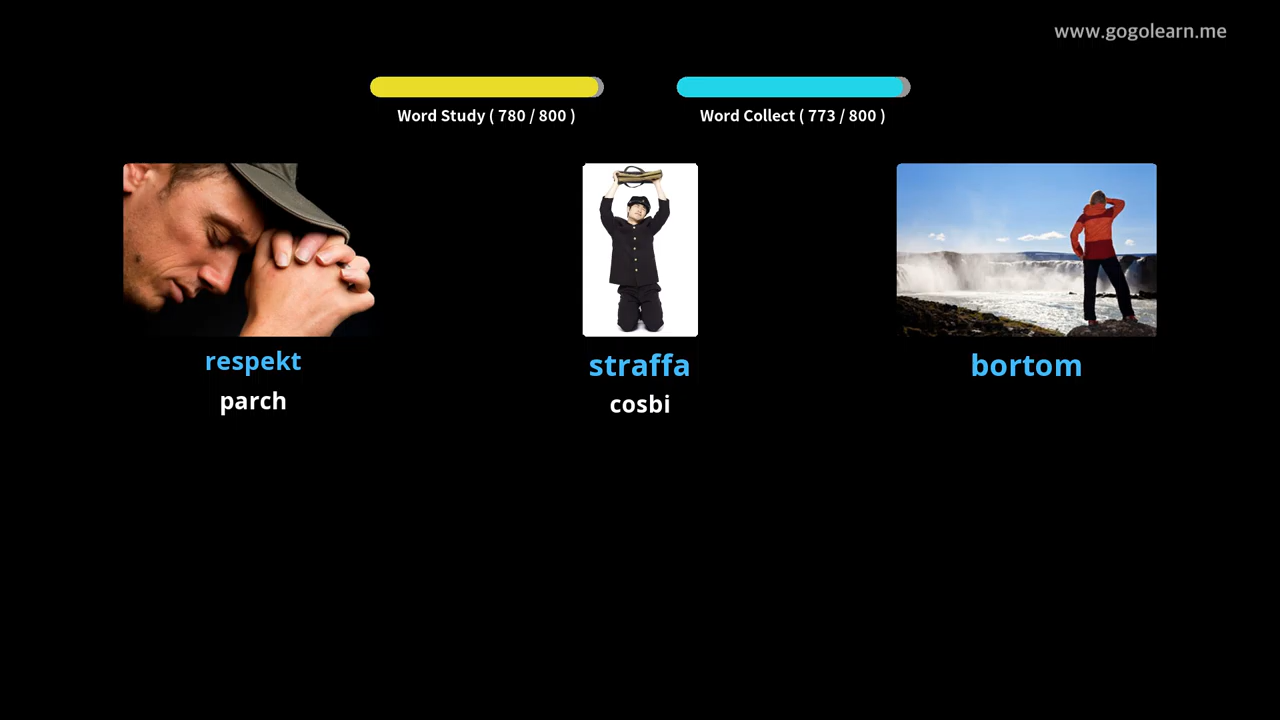 www.gogolearn.me
Word Study ( 780 / 800 )
Word Collect ( 773 / 800 )
respekt
parch
straffa
cosbi
bortom